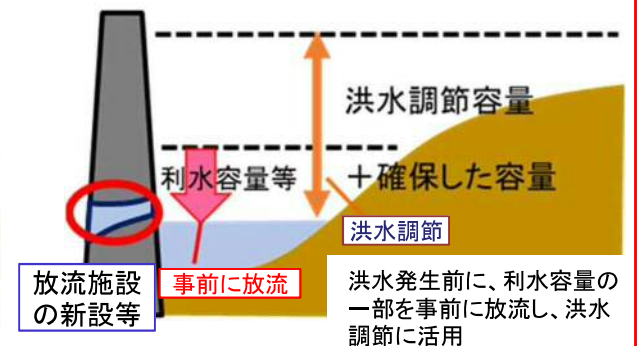 洪水調節容量
利水容量等
＋確保した容量
洪水調節
放流施設
の新設等
事前に放流
洪水発生前に、利水容量の
一部を事前に放流し、洪水
調節に活用